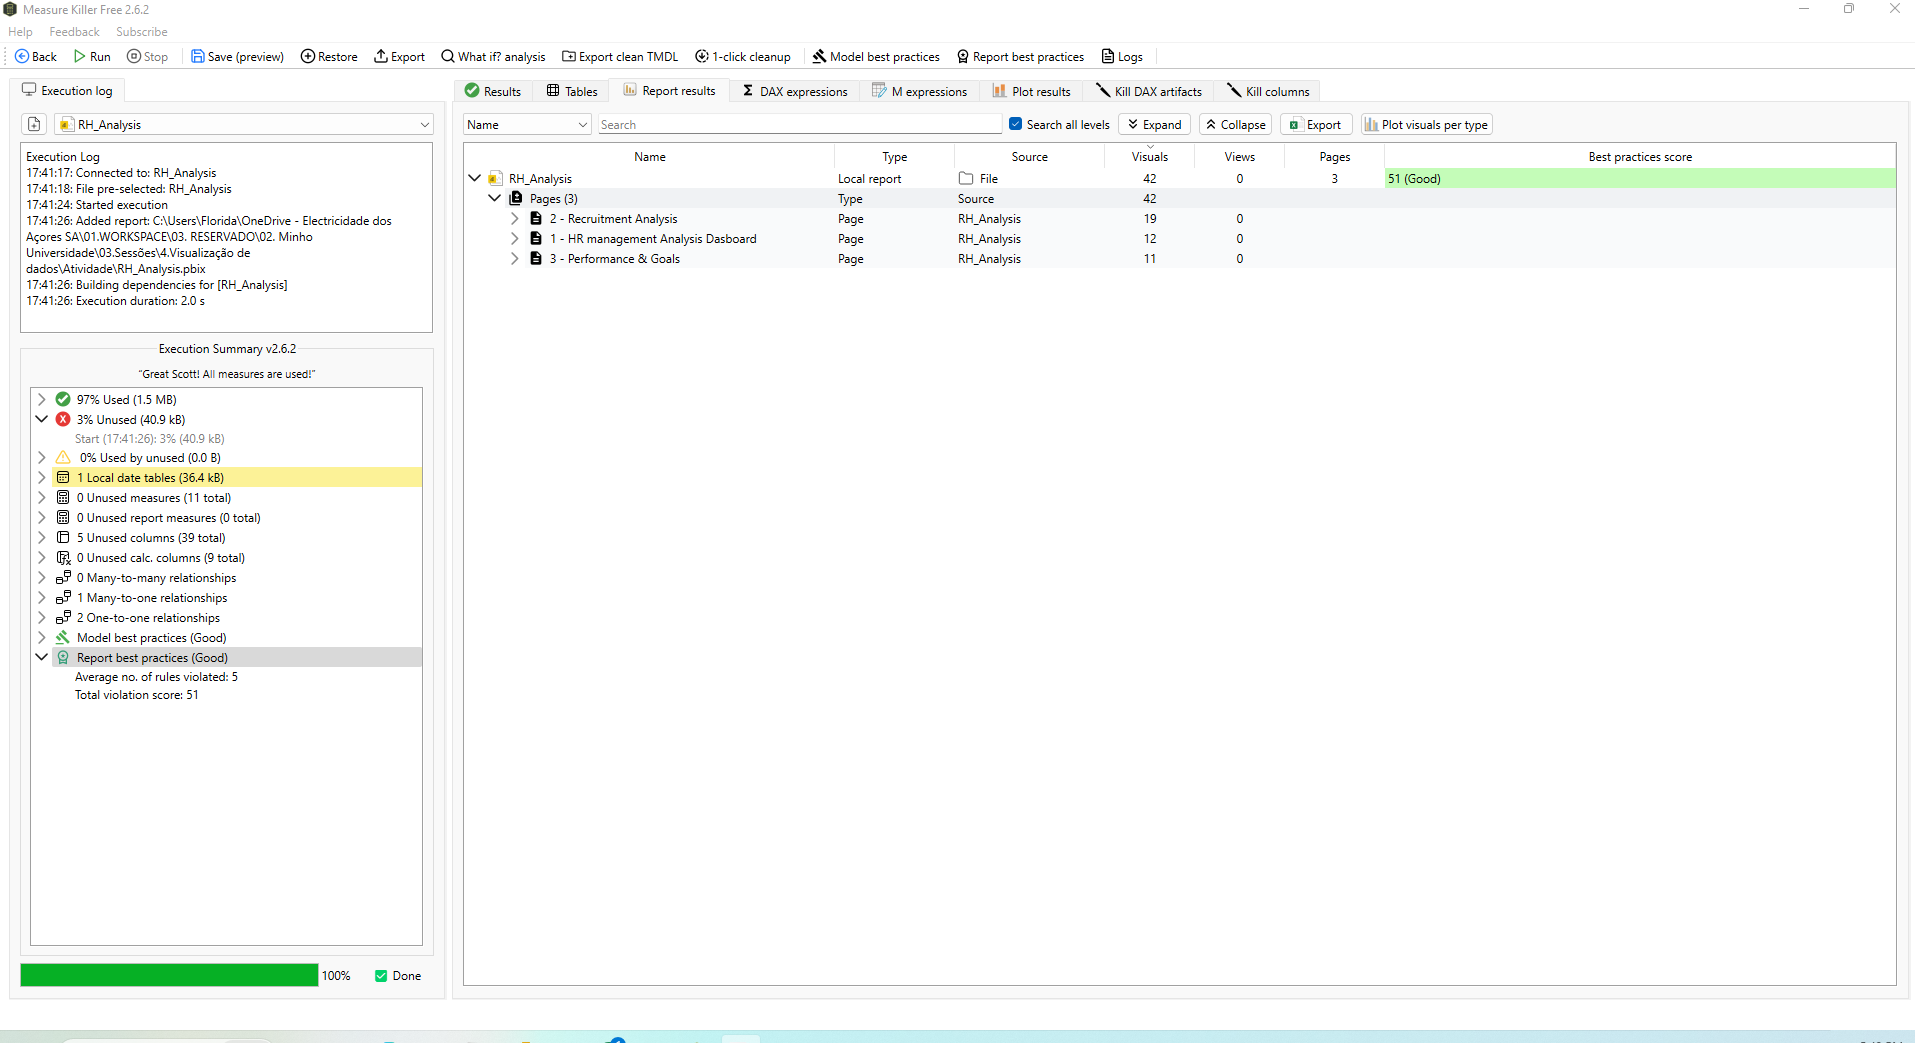 Measure Killer Free 2.6.2
Help Feedback Subscribe
Back Run Stop Save (preview) Restore Export What if? analysis Export clean TMDL 1-click cleanup Model best practices Report best practices Logs
Execution log
RH_Analysis
Execution Log
17:41:17: Connected to: RH_Analysis
17:41:18: File pre-selected: RH_Analysis
17:41:24: Started execution
17:41:26: Added report: C:\Users\Florida\OneDrive - Electricidade dos
Açores SA\01.WORKSPACE\03. RESERVADO\02. Minho
Universidade\03.Sessões\4.Visualização de
dados\Atividade\RH_Analysis.pbix
17:41:26: Building dependencies for [RH_Analysis]
17:41:26: Execution duration: 2.0 s
Execution Summary v2.6.2
"Great Scott! All measures are used!"
97% Used (1.5 MB)
3% Unused (40.9 kB)
Start (17:41:26): 3% (40.9 kB)
0% Used by unused (0.0 B)
1 Local date tables (36.4 kB)
0 Unused measures (11 total)
0 Unused report measures (0 total)
5 Unused columns (39 total)
0 Unused calc. columns (9 total)
0 Many-to-many relationships
1 Many-to-one relationships
2 One-to-one relationships
Model best practices (Good)
Report best practices (Good)
Average no. of rules violated: 5
Total violation score: 51
100% Done
Results Tables Report results DAX expressions M expressions Plot results Kill DAX artifacts Kill columns
Name Search Search all levels Expand Collapse Export Plot visuals per type
Name Type Source Visuals Views Pages Best practices score
RH_Analysis Local report File 42 0 3 51 (Good)
Pages (3) Type Source 42
2 - Recruitment Analysis Page RH_Analysis 19 0
1 - HR management Analysis Dasboard Page RH_Analysis 12 0
3 - Performance & Goals Page RH_Analysis 11 0